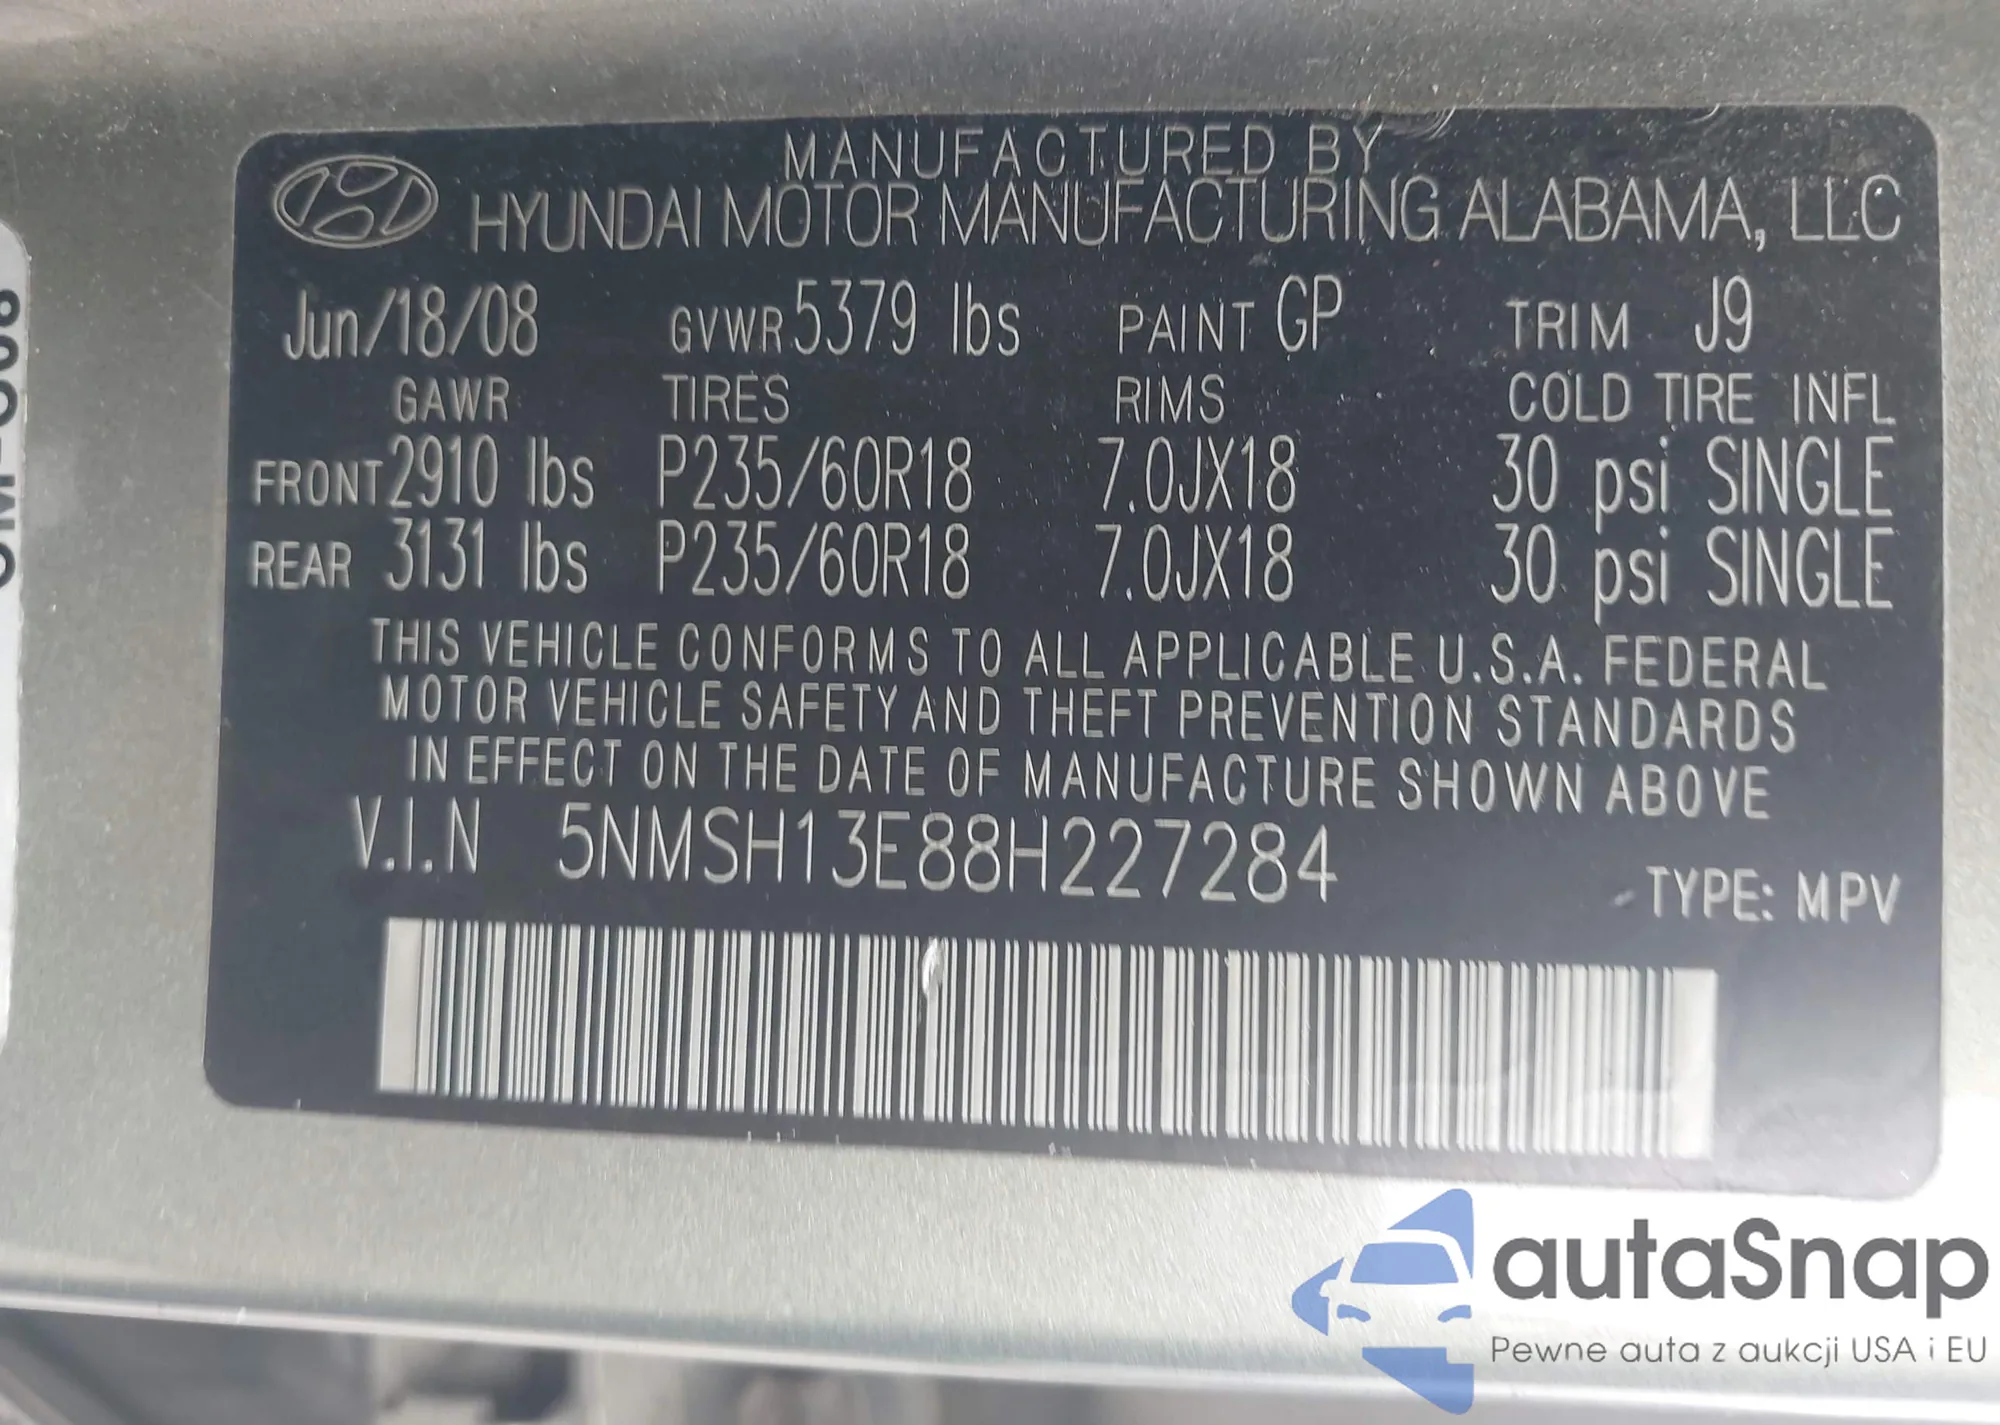 MANUFACTURED BY
HYUNDAI MOTOR MANUFACTURING ALABAMA, LLC
Jun/18/08 GVWR 5379 lbs PAINT GP TRIM J9
GAWR TIRES RIMS COLD TIRE INFL
FRONT 2910 lbs P235/60R18 7.0JX18 30 psi SINGLE
REAR 3131 lbs P235/60R18 7.0JX18 30 psi SINGLE
THIS VEHICLE CONFORMS TO ALL APPLICABLE U.S.A. FEDERAL
MOTOR VEHICLE SAFETY AND THEFT PREVENTION STANDARDS
IN EFFECT ON THE DATE OF MANUFACTURE SHOWN ABOVE
V.I.N 5NMSH13E88H227284
TYPE: MPV
autaSnap
Pewne auta z aukcji USA i EU